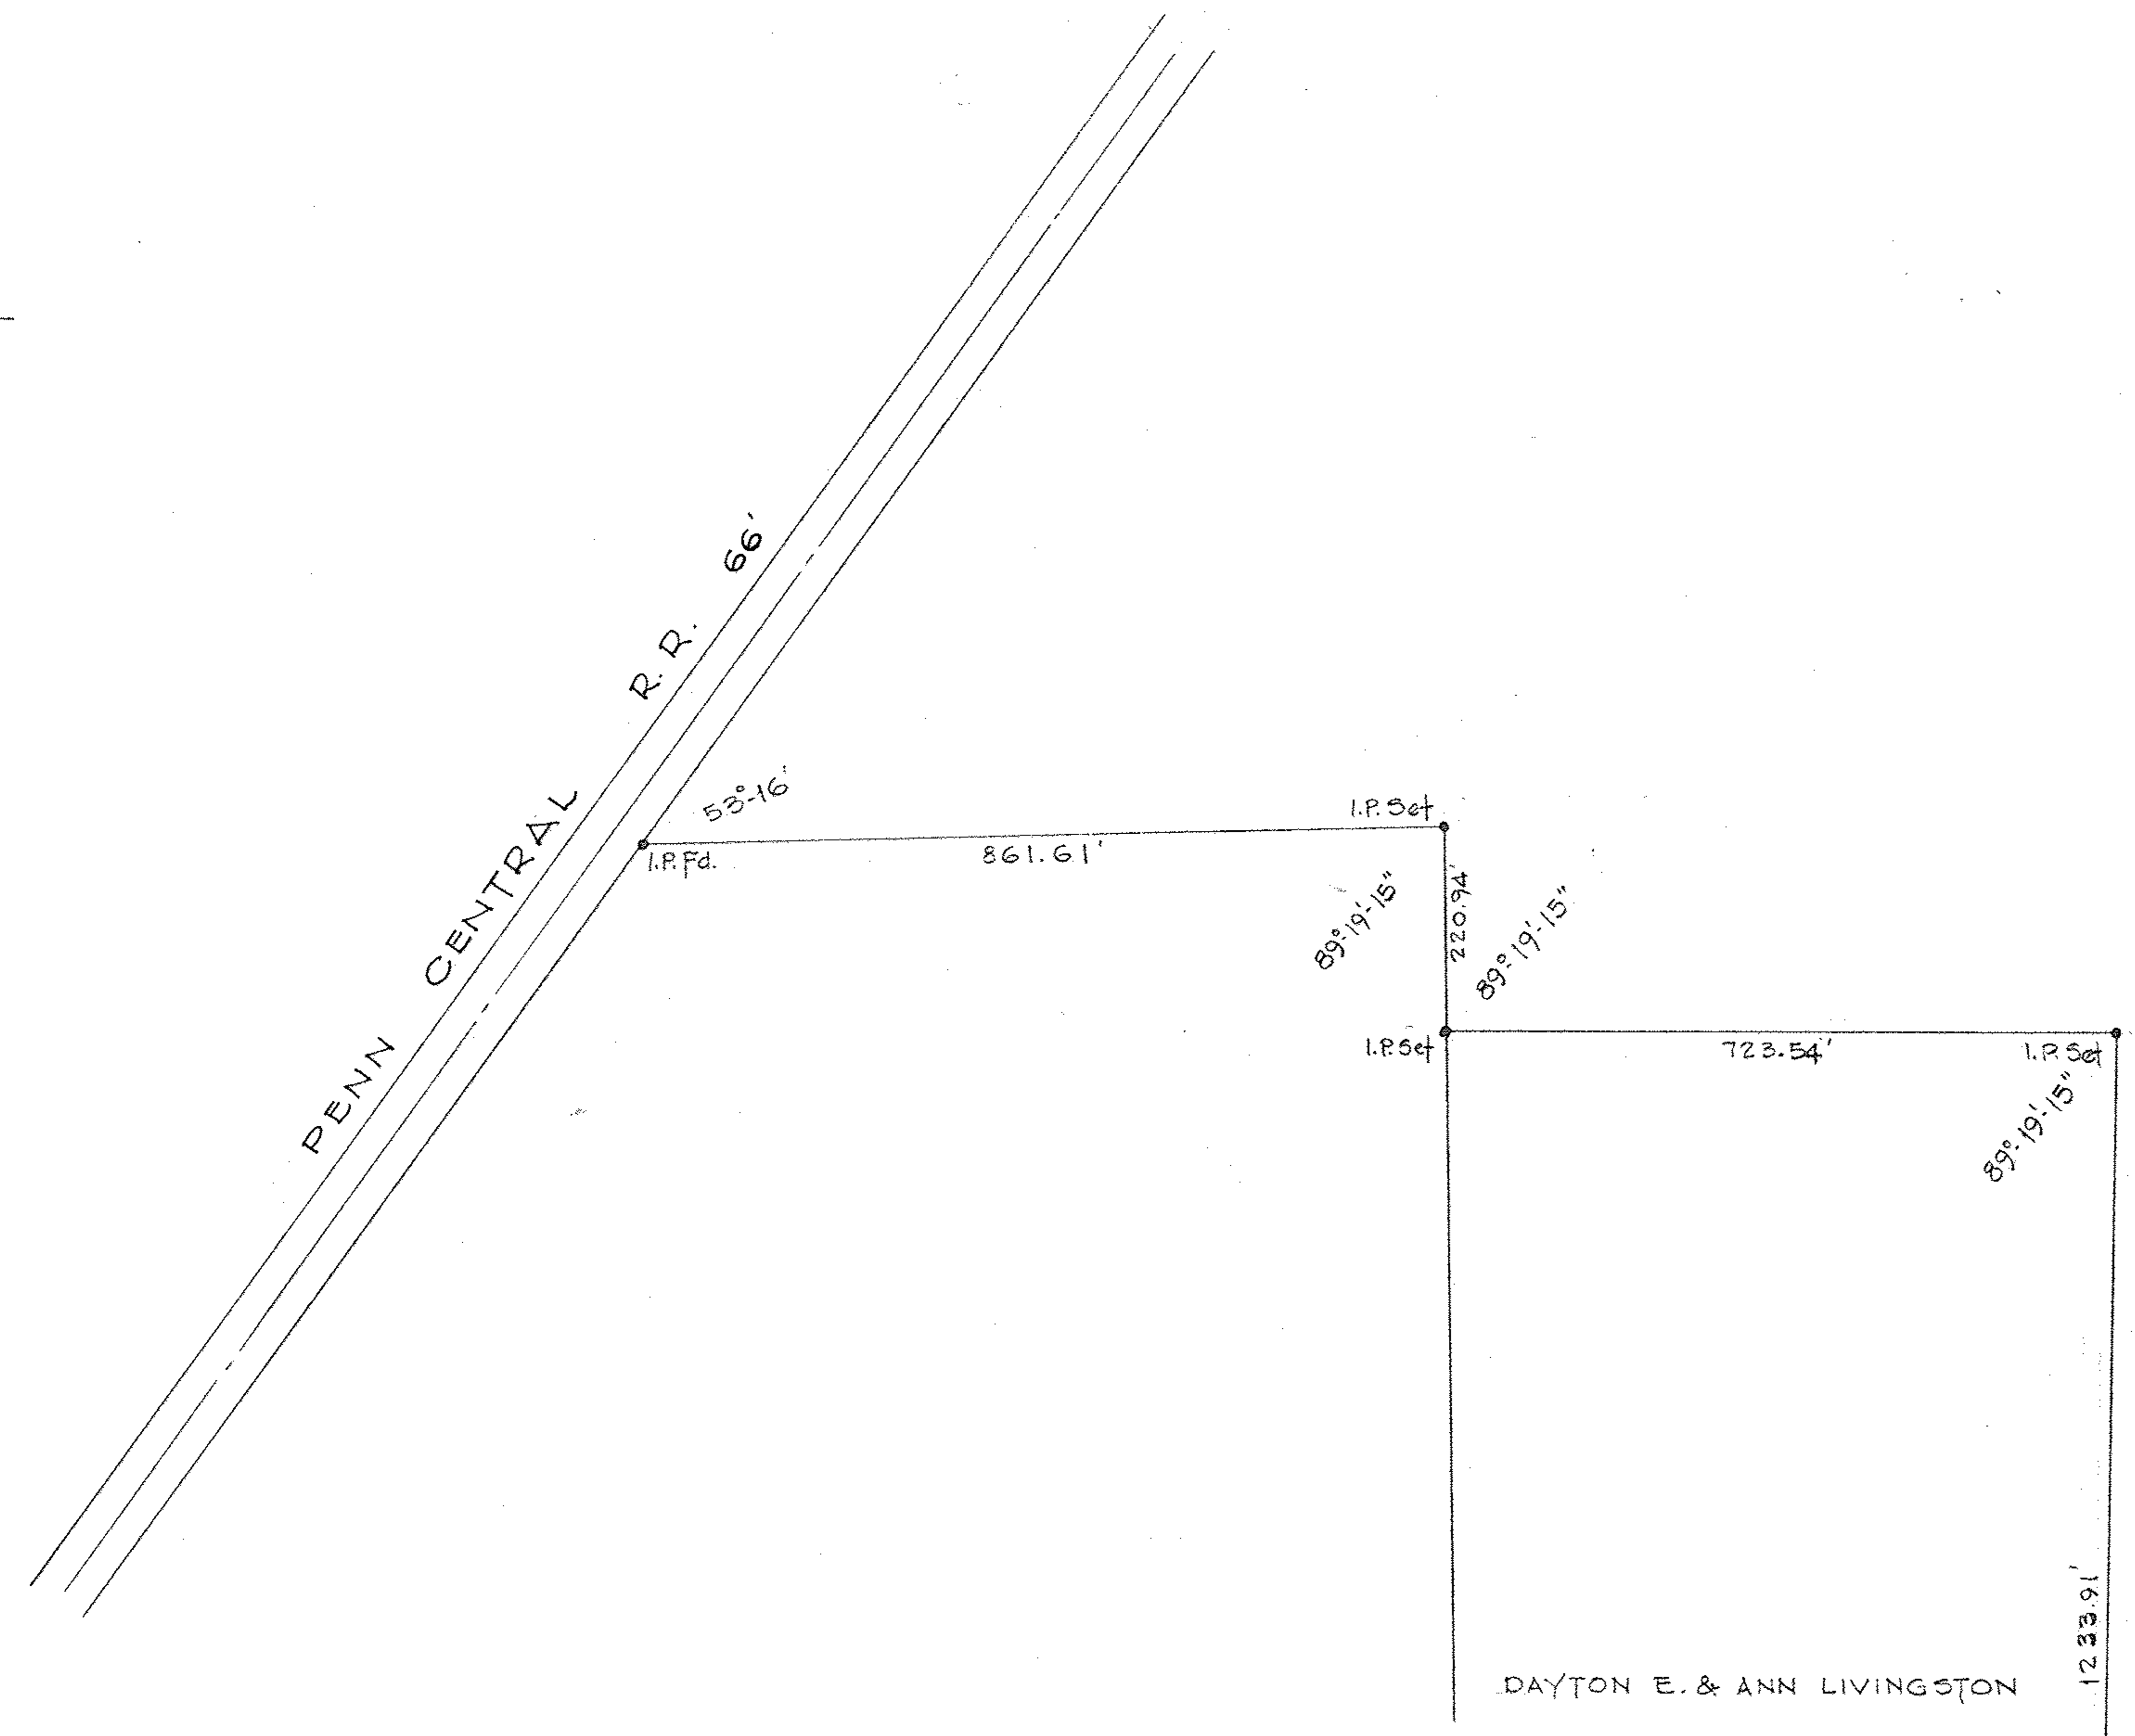 PENN CENTRAL R. R. 66'
53°-16'
I.P. Fd.
861.61'
I.P. Set
89°-19'-15"
220.94'
89°-19'-15"
I.P. Set
723.54'
I.P. Set
89°-19'-15"
1233.91'
DAYTON E. & ANN LIVINGSTON